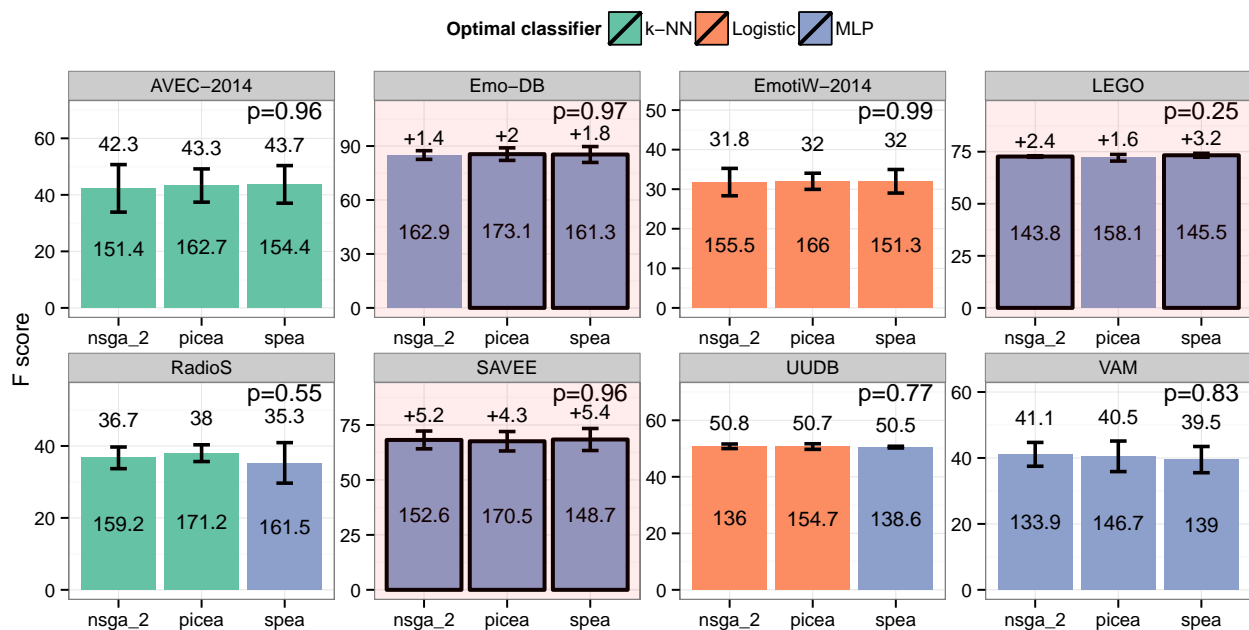 Optimal classifier k−NN Logistic MLP
F score
AVEC−2014
p=0.96
42.3 43.3 43.7
151.4 162.7 154.4
60
40
20
0
nsga_2 picea spea
Emo−DB
p=0.97
+1.4 +2 +1.8
162.9 173.1 161.3
90
60
30
0
nsga_2 picea spea
EmotiW−2014
p=0.99
31.8 32 32
155.5 166 151.3
50
40
30
20
10
0
nsga_2 picea spea
LEGO
p=0.25
+2.4 +1.6 +3.2
143.8 158.1 145.5
75
50
25
0
nsga_2 picea spea
RadioS
p=0.55
36.7 38 35.3
159.2 171.2 161.5
40
20
0
nsga_2 picea spea
SAVEE
p=0.96
+5.2 +4.3 +5.4
152.6 170.5 148.7
75
50
25
0
nsga_2 picea spea
UUDB
p=0.77
50.8 50.7 50.5
136 154.7 138.6
60
40
20
0
nsga_2 picea spea
VAM
p=0.83
41.1 40.5 39.5
133.9 146.7 139
60
40
20
0
nsga_2 picea spea